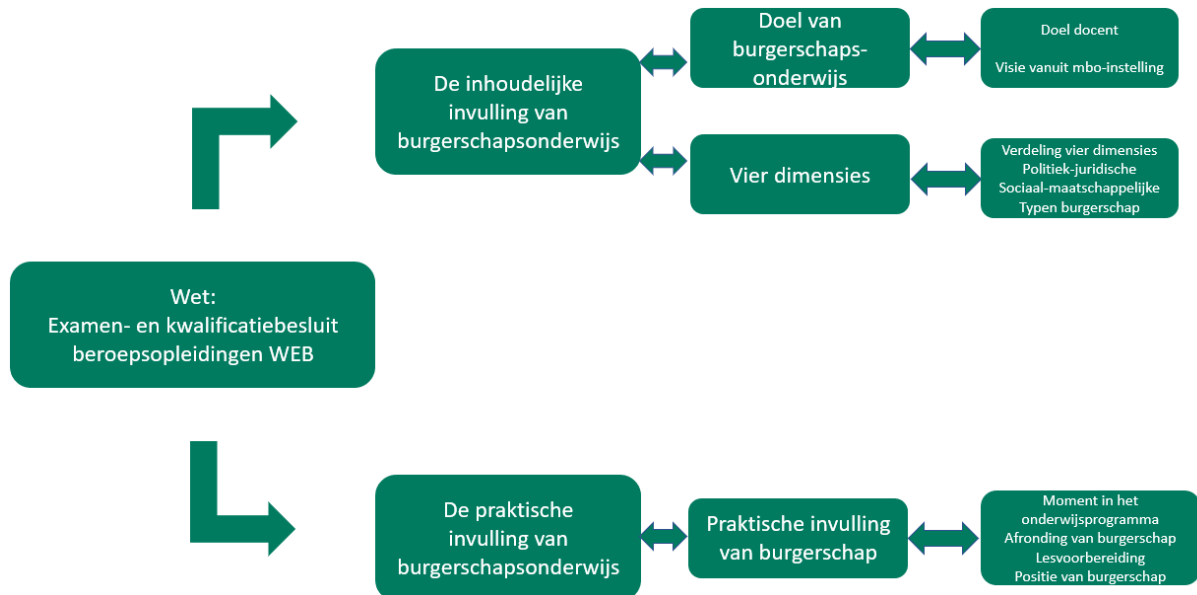 Wet:
Examen- en kwalificatiebesluit
beroepsopleidingen WEB
De inhoudelijke
invulling van
burgerschapsonderwijs
Doel van
burgerschaps-
onderwijs
Doel docent
Visie vanuit mbo-instelling
Vier dimensies
Verdeling vier dimensies
Politiek-juridische
Sociaal-maatschappelijke
Typen burgerschap
De praktische
invulling van
burgerschapsonderwijs
Praktische invulling
van burgerschap
Moment in het
onderwijsprogramma
Afronding van burgerschap
Lesvoorbereiding
Positie van burgerschap